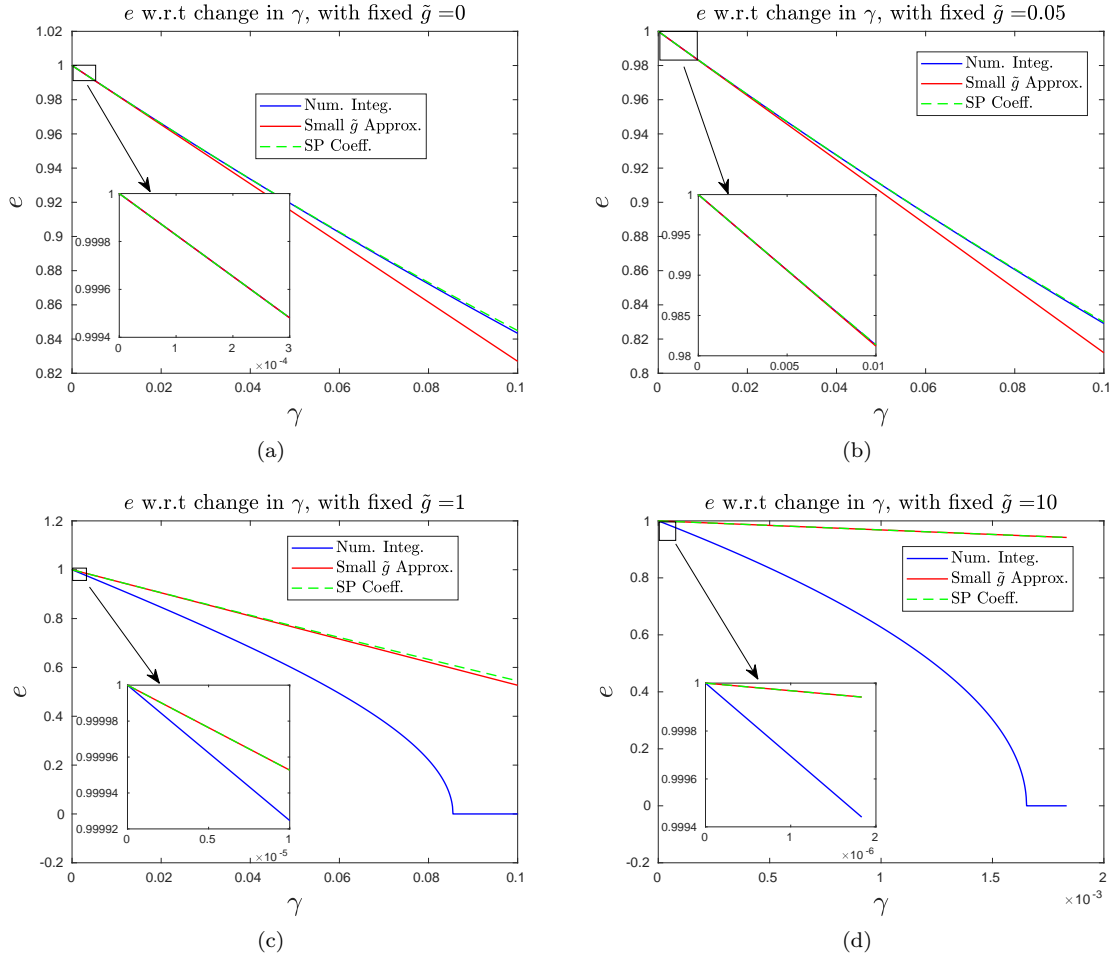 e w.r.t change in γ, with fixed g̃ =0
1.02
1
0.98
0.96
0.94
0.92
0.9
0.88
0.86
0.84
0.82
e
Num. Integ.
Small g̃ Approx.
SP Coeff.
1
0.9998
0.9996
0.9994
0 1 2 3
×10⁻⁴
0 0.02 0.04 0.06 0.08 0.1
γ
(a)
e w.r.t change in γ, with fixed g̃ =0.05
1
0.98
0.96
0.94
0.92
0.9
0.88
0.86
0.84
0.82
0.8
e
Num. Integ.
Small g̃ Approx.
SP Coeff.
1
0.995
0.99
0.985
0.98
0 0.005 0.01
0 0.02 0.04 0.06 0.08 0.1
γ
(b)
e w.r.t change in γ, with fixed g̃ =1
1.2
1
0.8
0.6
0.4
0.2
0
-0.2
e
Num. Integ.
Small g̃ Approx.
SP Coeff.
1
0.99998
0.99996
0.99994
0.99992
0 0.5 1
×10⁻⁵
0 0.02 0.04 0.06 0.08 0.1
γ
(c)
e w.r.t change in γ, with fixed g̃ =10
1
0.8
0.6
0.4
0.2
0
-0.2
e
Num. Integ.
Small g̃ Approx.
SP Coeff.
1
0.9998
0.9996
0.9994
0 1 2
×10⁻⁶
0 0.5 1 1.5 2
×10⁻³
γ
(d)